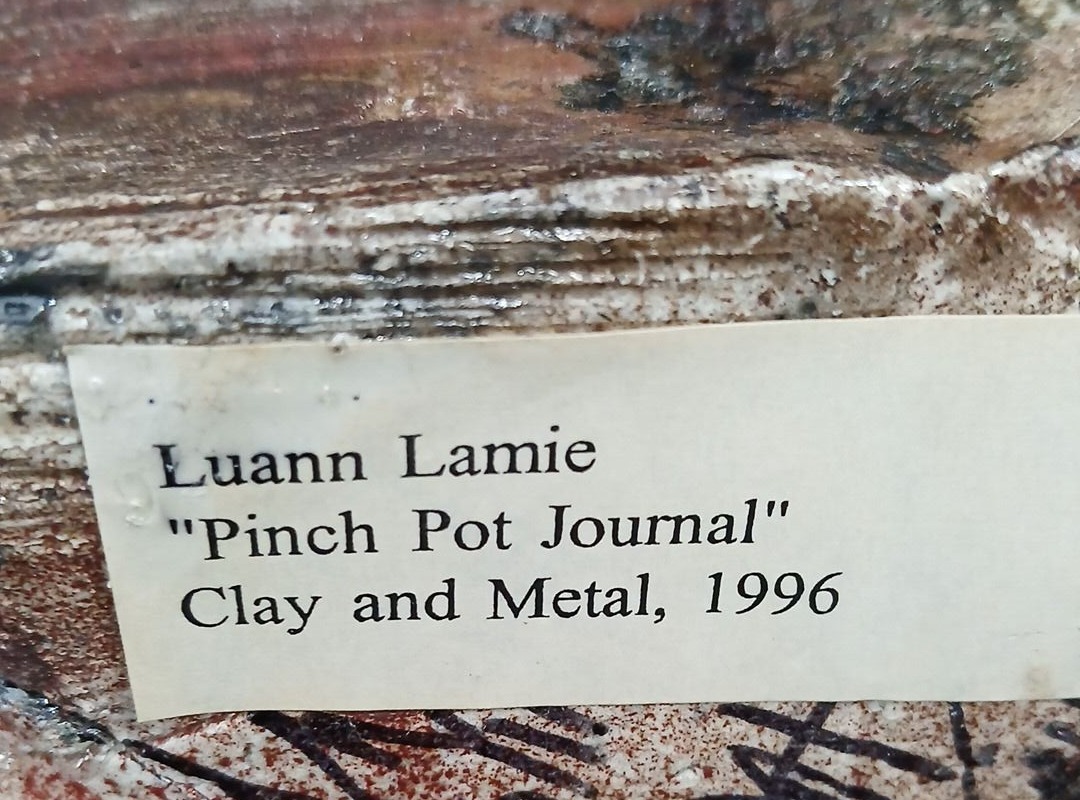 Luann Lamie
"Pinch Pot Journal"
Clay and Metal, 1996